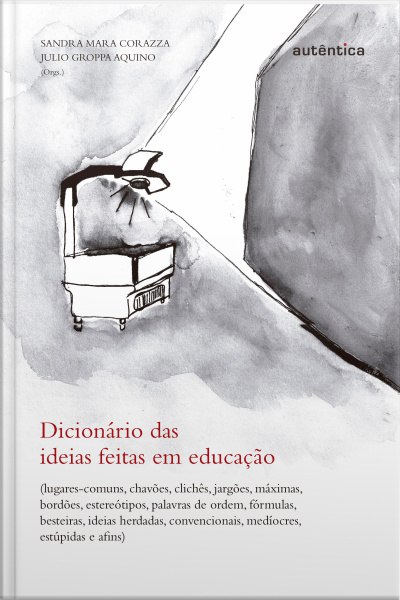 SANDRA MARA CORAZZA
JULIO GROPPA AQUINO
(Orgs.)
autêntica
Dicionário das
ideias feitas em educação
(lugares-comuns, chavões, clichês, jargões, máximas,
bordões, estereótipos, palavras de ordem, fórmulas,
besteiras, ideias herdadas, convencionais, medíocres,
estúpidas e afins)